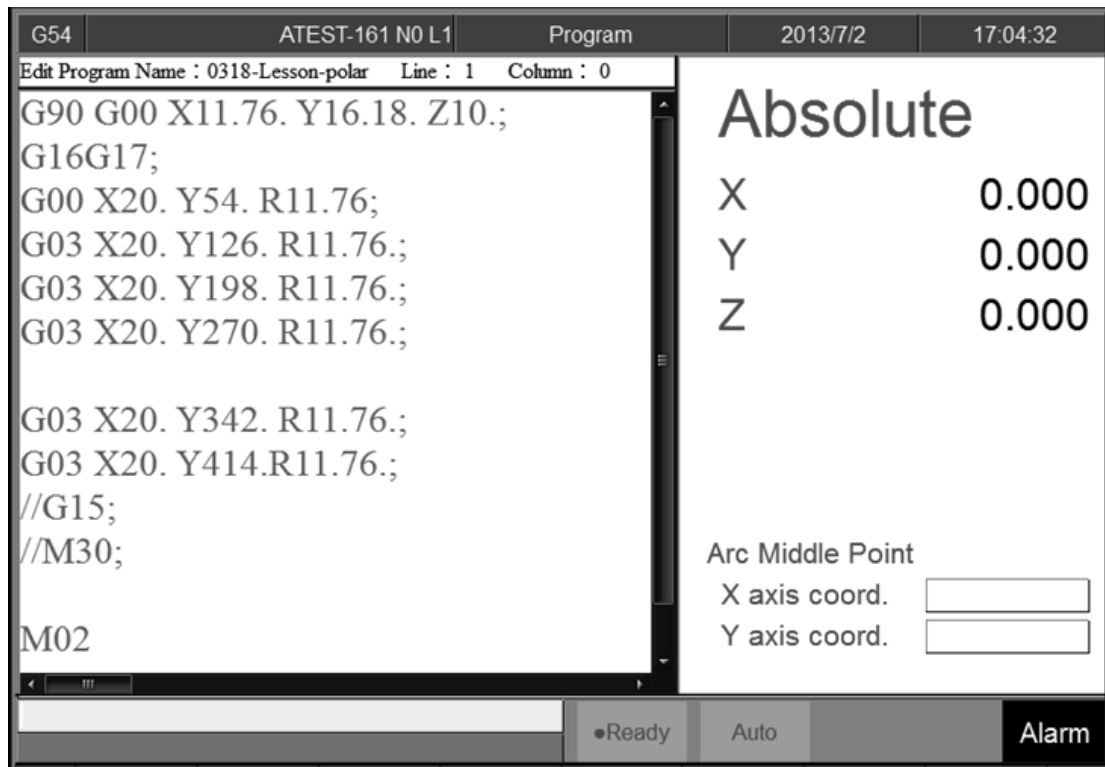 G54 ATEST-161 N0 L1 Program 2013/7/2 17:04:32
Edit Program Name：0318-Lesson-polar Line： 1 Column： 0
G90 G00 X11.76. Y16.18. Z10.;
G16G17;
G00 X20. Y54. R11.76;
G03 X20. Y126. R11.76.;
G03 X20. Y198. R11.76.;
G03 X20. Y270. R11.76.;
G03 X20. Y342. R11.76.;
G03 X20. Y414.R11.76.;
//G15;
//M30;
M02
Absolute
X 0.000
Y 0.000
Z 0.000
Arc Middle Point
X axis coord.
Y axis coord.
●Ready Auto Alarm